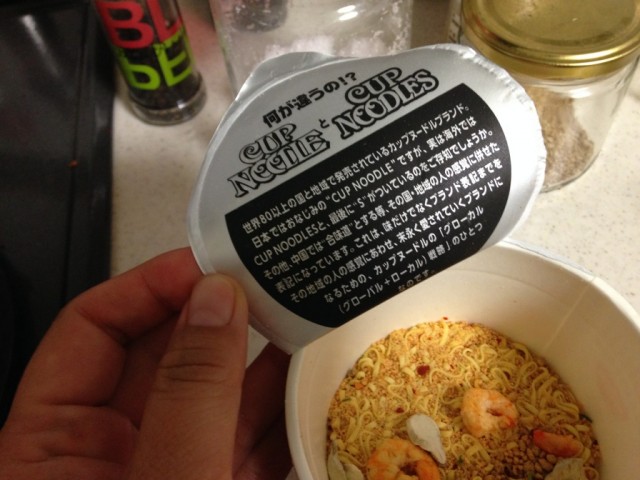 何が違うの!?
CUP NOODLE と CUP NOODLES
世界80以上の国と地域で発売されているカップヌードルブランド。
日本ではおなじみの"CUP NOODLE"ですが、実は海外では
CUP NOODLESと、最後に"S"がついているのをご存知でしょうか。
その他、中国では"合味道"とする等、その国・地域の人の感覚に併せた
表記になっています。これは、味だけでなくブランド表記までを
その地域の人の感覚にあわせ、末永く愛されていくブランドに
なるための、カップヌードルの「グローカル
(グローバル+ローカル)戦略」のひとつ
なのです。